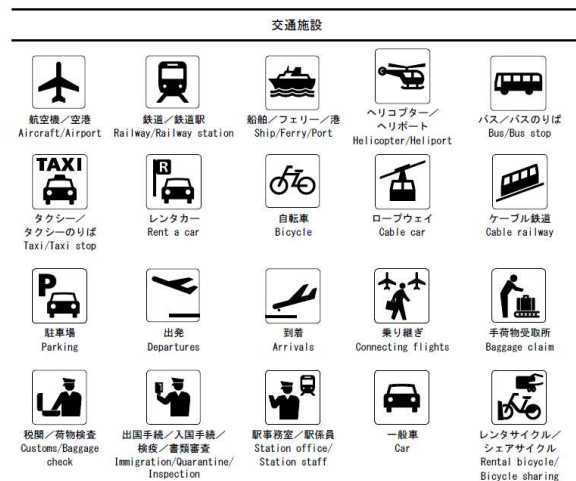 交通施設
航空機／空港
Aircraft/Airport
鉄道／鉄道駅
Railway/Railway station
船舶／フェリー／港
Ship/Ferry/Port
ヘリコプター／
ヘリポート
Helicopter/Heliport
バス／バスのりば
Bus/Bus stop
TAXI
タクシー／
タクシーのりば
Taxi/Taxi stop
R
レンタカー
Rent a car
自転車
Bicycle
ロープウェイ
Cable car
ケーブル鉄道
Cable railway
P
駐車場
Parking
出発
Departures
到着
Arrivals
乗り継ぎ
Connecting flights
手荷物受取所
Baggage claim
税関／荷物検査
Customs/Baggage
check
出国手続／入国手続／
検疫／書類審査
Immigration/Quarantine/
Inspection
駅事務室／駅係員
Station office/
Station staff
一般車
Car
レンタサイクル／
シェアサイクル
Rental bicycle/
Bicycle sharing